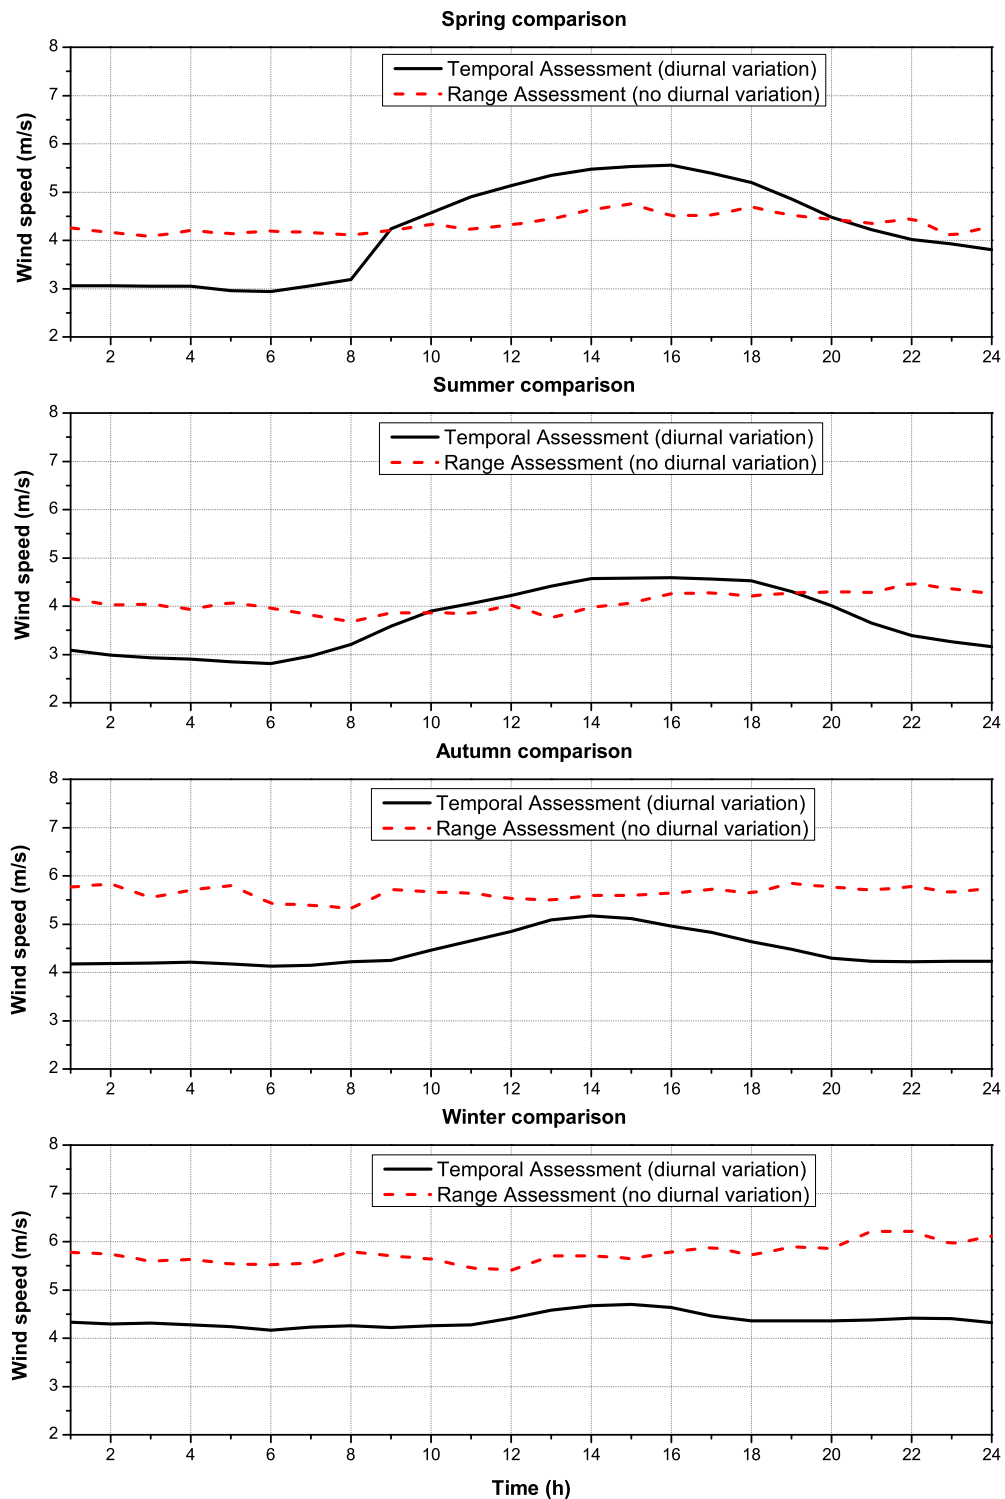 Spring comparison
8
7
6
5
4
3
2
Wind speed (m/s)
Temporal Assessment (diurnal variation)
Range Assessment (no diurnal variation)
2 4 6 8 10 12 14 16 18 20 22 24
Summer comparison
8
7
6
5
4
3
2
Wind speed (m/s)
Temporal Assessment (diurnal variation)
Range Assessment (no diurnal variation)
2 4 6 8 10 12 14 16 18 20 22 24
Autumn comparison
8
7
6
5
4
3
2
Wind speed (m/s)
Temporal Assessment (diurnal variation)
Range Assessment (no diurnal variation)
2 4 6 8 10 12 14 16 18 20 22 24
Winter comparison
8
7
6
5
4
3
2
Wind speed (m/s)
Temporal Assessment (diurnal variation)
Range Assessment (no diurnal variation)
2 4 6 8 10 12 14 16 18 20 22 24
Time (h)